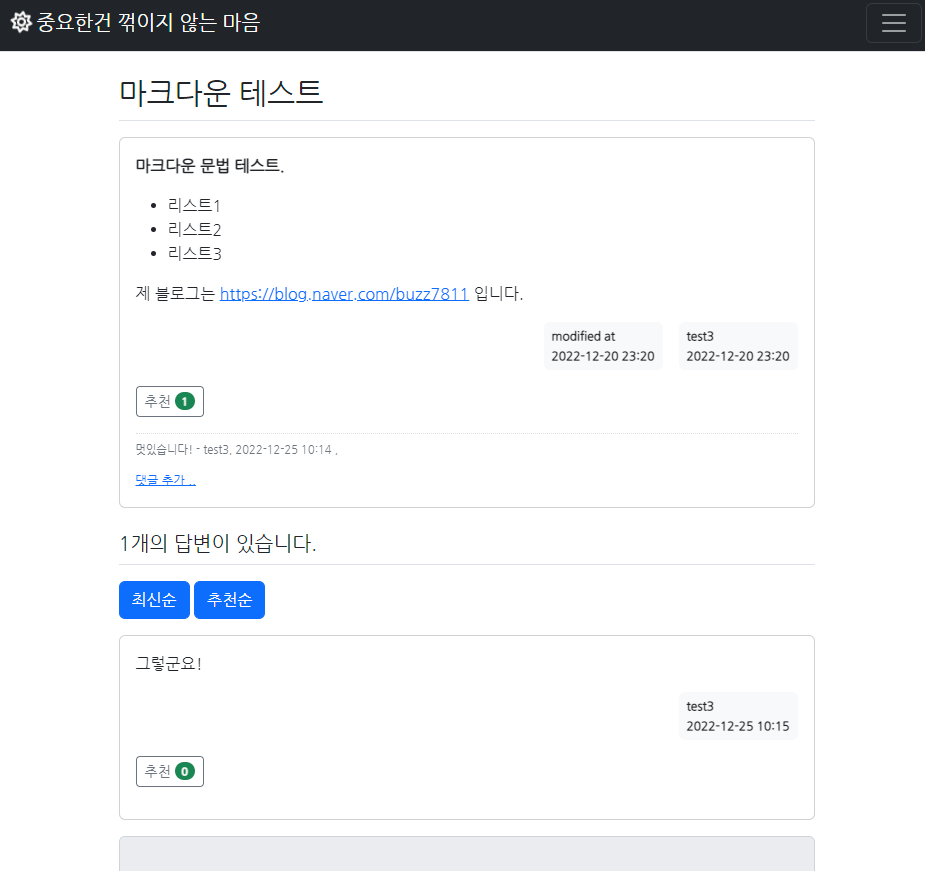 중요한건 꺾이지 않는 마음
마크다운 테스트
마크다운 문법 테스트.
리스트1
리스트2
리스트3
제 블로그는 https://blog.naver.com/buzz7811 입니다.
modified at
2022-12-20 23:20
test3
2022-12-20 23:20
추천 1
멋있습니다! - test3, 2022-12-25 10:14 .
댓글 추가 ..
1개의 답변이 있습니다.
최신순 추천순
그렇군요!
test3
2022-12-25 10:15
추천 0